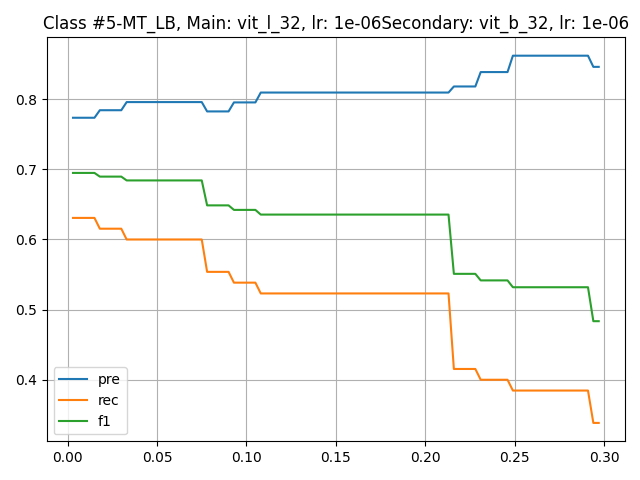 Class #5-MT_LB, Main: vit_l_32, lr: 1e-06Secondary: vit_b_32, lr: 1e-06
0.8
0.7
0.6
0.5
0.4
pre
rec
f1
0.00 0.05 0.10 0.15 0.20 0.25 0.30